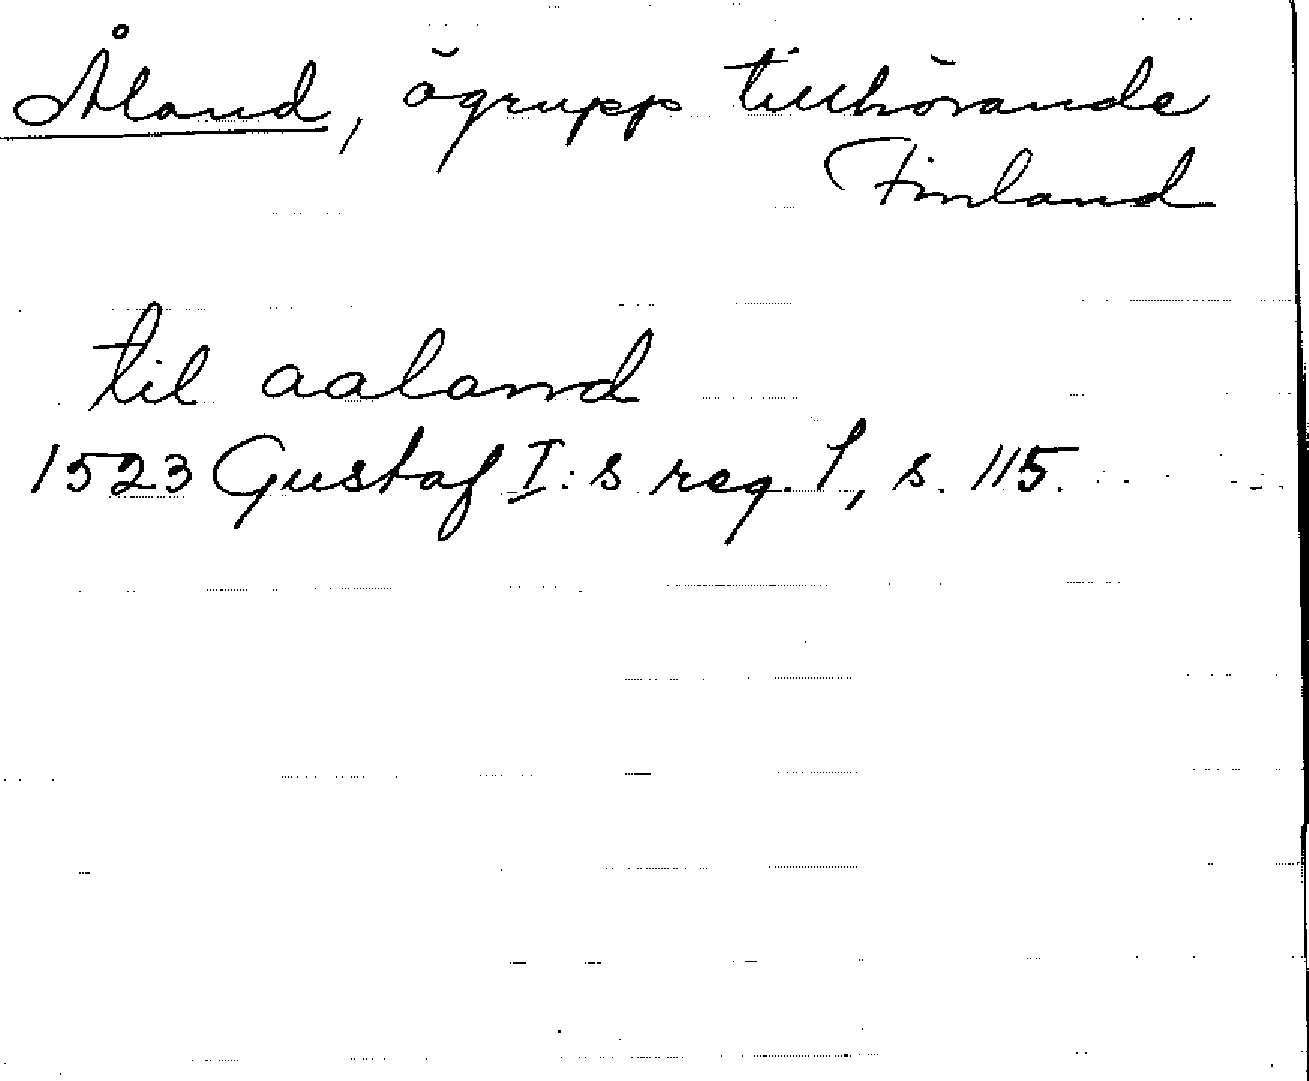 Åland, ögrupp tillhörande
Finland
til aaland
1523 Gustaf I:s reg. 1, s. 115.